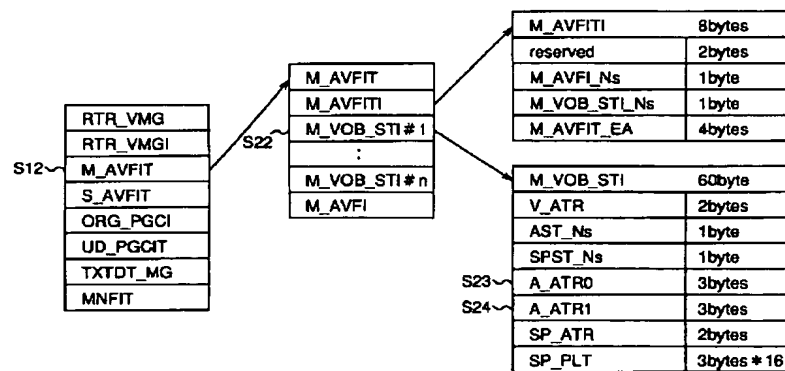 RTR_VMG
RTR_VMGI
S12 M_AVFIT
S_AVFIT
ORG_PGCI
UD_PGCIT
TXTDT_MG
MNFIT
M_AVFIT
M_AVFITI
S22 M_VOB_STI # 1
:
M_VOB_STI # n
M_AVFI
M_AVFITI 8bytes
reserved 2bytes
M_AVFI_Ns 1byte
M_VOB_STI_Ns 1byte
M_AVFIT_EA 4bytes
M_VOB_STI 60byte
V_ATR 2bytes
AST_Ns 1byte
SPST_Ns 1byte
S23 A_ATR0 3bytes
S24 A_ATR1 3bytes
SP_ATR 2bytes
SP_PLT 3bytes * 16